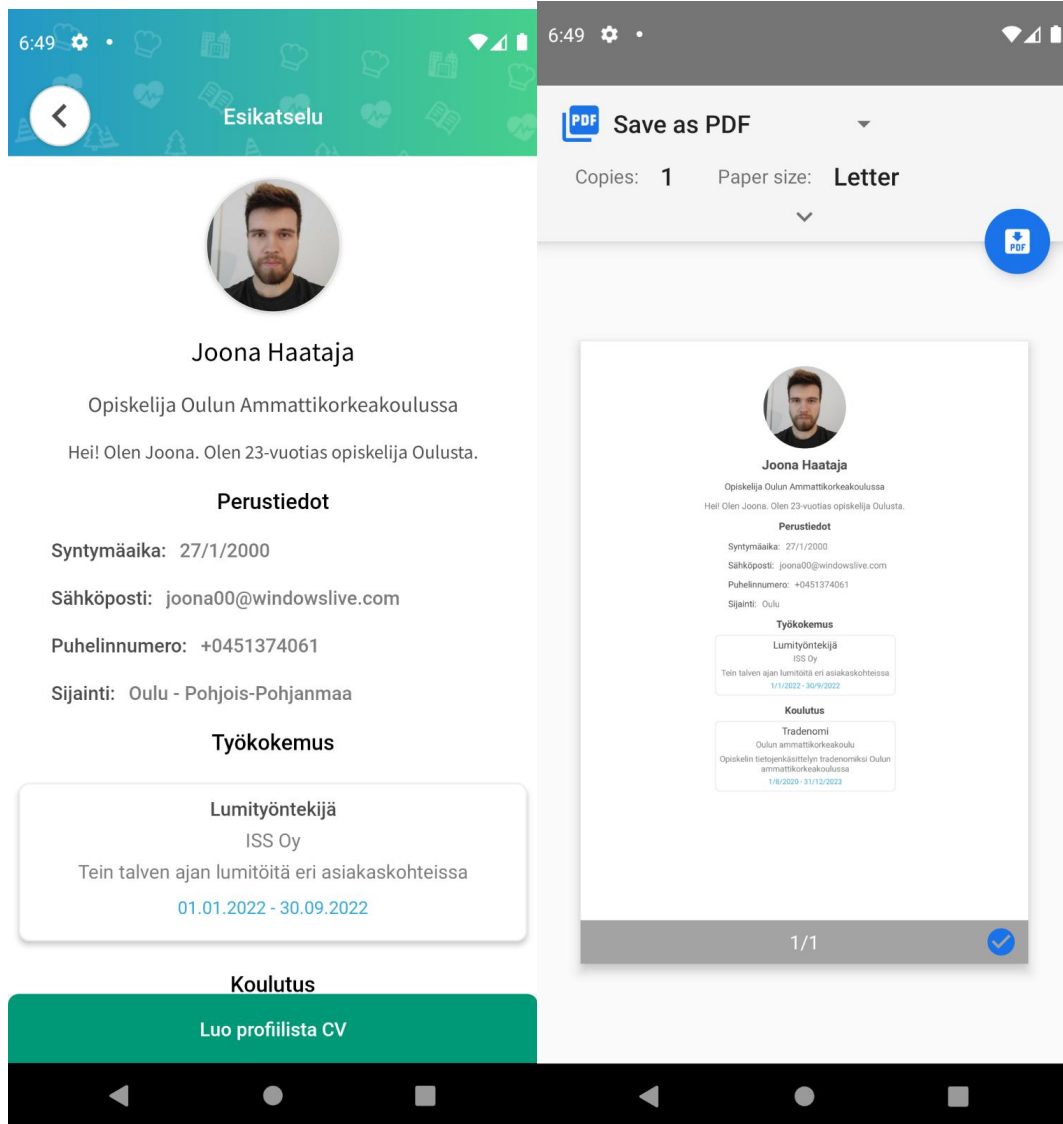 6:49
Esikatselu
Joona Haataja
Opiskelija Oulun Ammattikorkeakoulussa
Hei! Olen Joona. Olen 23-vuotias opiskelija Oulusta.
Perustiedot
Syntymäaika: 27/1/2000
Sähköposti: joona00@windowslive.com
Puhelinnumero: +0451374061
Sijainti: Oulu - Pohjois-Pohjanmaa
Työkokemus
Lumityöntekijä
ISS Oy
Tein talven ajan lumitöitä eri asiakaskohteissa
01.01.2022 - 30.09.2022
Koulutus
Luo profiilista CV
6:49
PDF Save as PDF
Copies: 1 Paper size: Letter
PDF
Joona Haataja
Opiskelija Oulun Ammattikorkeakoulussa
Hei! Olen Joona. Olen 23-vuotias opiskelija Oulusta.
Perustiedot
Syntymäaika: 27/1/2000
Sähköposti: joona00@windowslive.com
Puhelinnumero: +0451374061
Sijainti: Oulu
Työkokemus
Lumityöntekijä
ISS Oy
Tein talven ajan lumitöitä eri asiakaskohteissa
1/1/2022 - 30/9/2022
Koulutus
Tradenomi
Oulun ammattikorkeakoulu
Opiskelin tietojenkäsittelyn tradenomiksi Oulun
ammattikorkeakoulussa
1/8/2020 - 31/12/2023
1/1